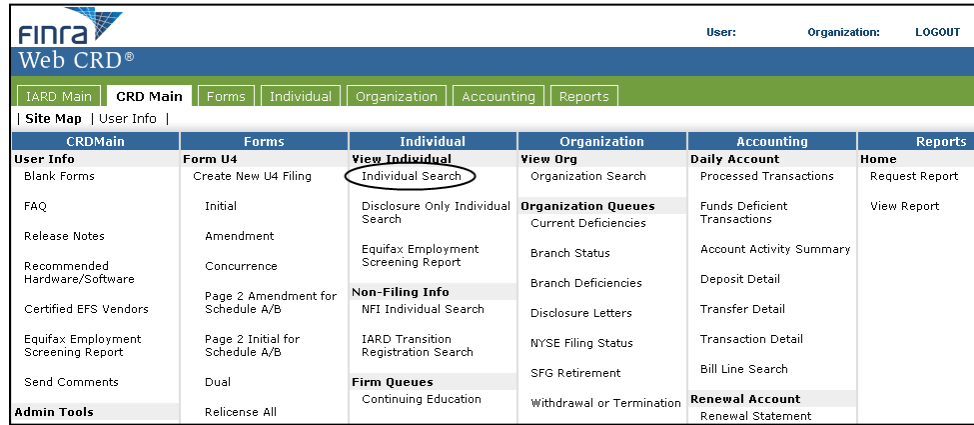 FINra
User: Organization: LOGOUT
Web CRD®
IARD Main CRD Main Forms Individual Organization Accounting Reports
| Site Map | User Info |
CRDMain
User Info
Blank Forms
FAQ
Release Notes
Recommended
Hardware/Software
Certified EFS Vendors
Equifax Employment
Screening Report
Send Comments
Admin Tools
Forms
Form U4
Create New U4 Filing
Initial
Amendment
Concurrence
Page 2 Amendment for
Schedule A/B
Page 2 Initial for
Schedule A/B
Dual
Relicense All
Individual
View Individual
Individual Search
Disclosure Only Individual
Search
Equifax Employment
Screening Report
Non-Filing Info
NFI Individual Search
IARD Transition
Registration Search
Firm Queues
Continuing Education
Organization
View Org
Organization Search
Organization Queues
Current Deficiencies
Branch Status
Branch Deficiencies
Disclosure Letters
NYSE Filing Status
SFG Retirement
Withdrawal or Termination
Accounting
Daily Account
Processed Transactions
Funds Deficient
Transactions
Account Activity Summary
Deposit Detail
Transfer Detail
Transaction Detail
Bill Line Search
Renewal Account
Renewal Statement
Reports
Home
Request Report
View Report